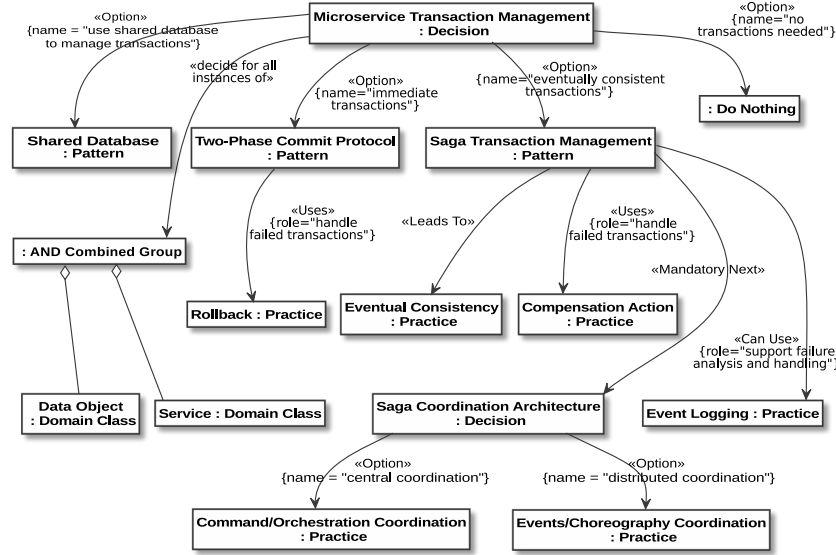 «Option»
{name = "use shared database
to manage transactions"}
Microservice Transaction Management
: Decision
«Option»
{name="no
transactions needed"}
«decide for all
instances of»
«Option»
{name="immediate
transactions"}
«Option»
{name="eventually consistent
transactions"}
: Do Nothing
Shared Database
: Pattern
Two-Phase Commit Protocol
: Pattern
Saga Transaction Management
: Pattern
«Uses»
{role="handle
failed transactions"}
«Leads To»
«Uses»
{role="handle
failed transactions"}
: AND Combined Group
«Mandatory Next»
Rollback : Practice
Eventual Consistency
: Practice
Compensation Action
: Practice
«Can Use»
{role="support failure
analysis and handling"}
Data Object
: Domain Class
Service : Domain Class
Saga Coordination Architecture
: Decision
Event Logging : Practice
«Option»
{name = "central coordination"}
«Option»
{name = "distributed coordination"}
Command/Orchestration Coordination
: Practice
Events/Choreography Coordination
: Practice